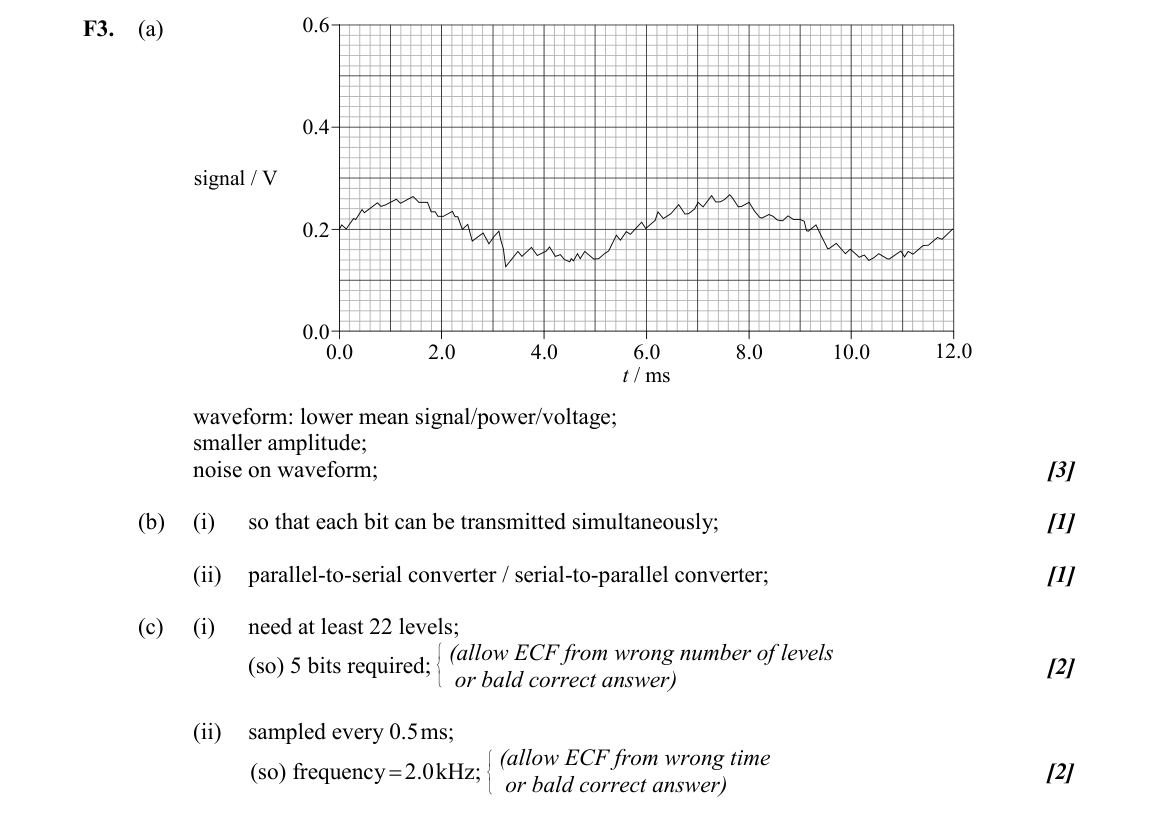 F3. (a)
0.6
0.4
signal / V
0.2
0.0
0.0 2.0 4.0 6.0 8.0 10.0 12.0
t / ms
waveform: lower mean signal/power/voltage;
smaller amplitude;
noise on waveform; [3]
(b) (i) so that each bit can be transmitted simultaneously; [1]
(ii) parallel-to-serial converter / serial-to-parallel converter; [1]
(c) (i) need at least 22 levels;
(so) 5 bits required; { (allow ECF from wrong number of levels
or bald correct answer) [2]
(ii) sampled every 0.5ms;
(so) frequency=2.0kHz; { (allow ECF from wrong time
or bald correct answer) [2]